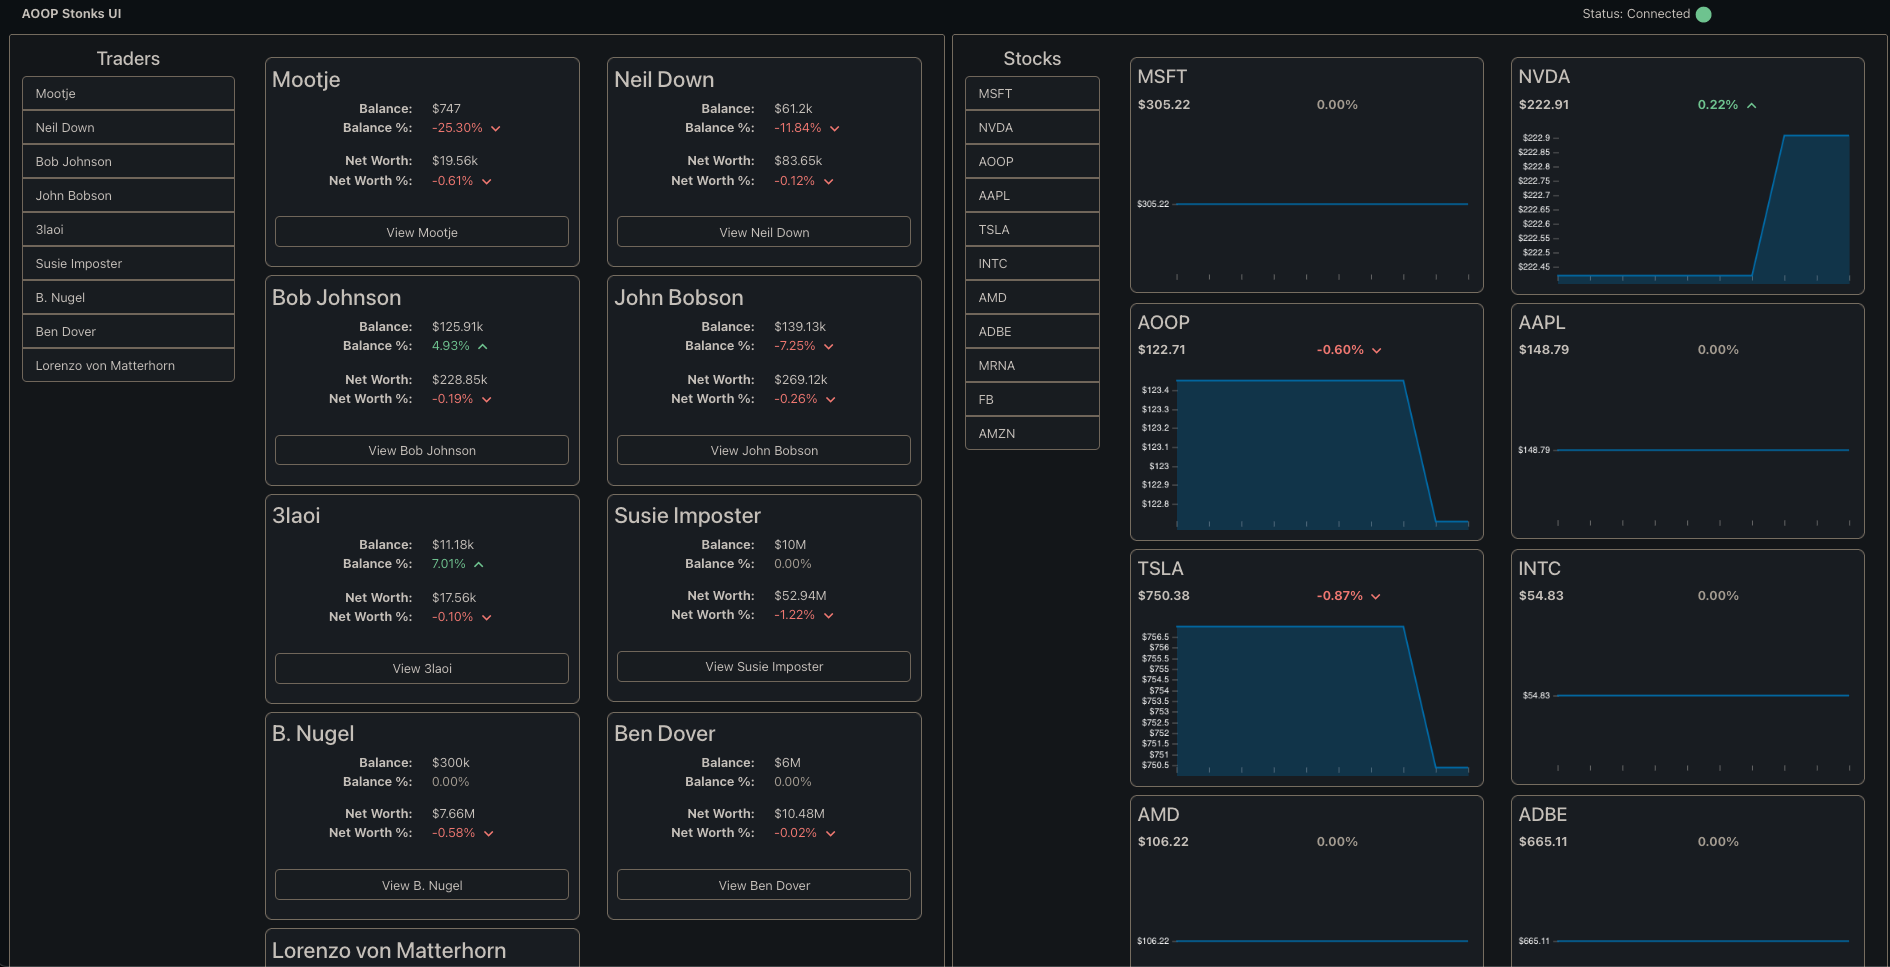 AOOP Stonks UI
Status: Connected
Traders
Mootje
Neil Down
Bob Johnson
John Bobson
3laoi
Susie Imposter
B. Nugel
Ben Dover
Lorenzo von Matterhorn
Mootje
Balance: $747
Balance %: -25.30%
Net Worth: $19.56k
Net Worth %: -0.61%
View Mootje
Neil Down
Balance: $61.2k
Balance %: -11.84%
Net Worth: $83.65k
Net Worth %: -0.12%
View Neil Down
Bob Johnson
Balance: $125.91k
Balance %: 4.93%
Net Worth: $228.85k
Net Worth %: -0.19%
View Bob Johnson
John Bobson
Balance: $139.13k
Balance %: -7.25%
Net Worth: $269.12k
Net Worth %: -0.26%
View John Bobson
3laoi
Balance: $11.18k
Balance %: 7.01%
Net Worth: $17.56k
Net Worth %: -0.10%
View 3laoi
Susie Imposter
Balance: $10M
Balance %: 0.00%
Net Worth: $52.94M
Net Worth %: -1.22%
View Susie Imposter
B. Nugel
Balance: $300k
Balance %: 0.00%
Net Worth: $7.66M
Net Worth %: -0.58%
View B. Nugel
Ben Dover
Balance: $6M
Balance %: 0.00%
Net Worth: $10.48M
Net Worth %: -0.02%
View Ben Dover
Lorenzo von Matterhorn
Stocks
MSFT
NVDA
AOOP
AAPL
TSLA
INTC
AMD
ADBE
MRNA
FB
AMZN
MSFT
$305.22 0.00%
$305.22
NVDA
$222.91 0.22%
$222.9
$222.85
$222.8
$222.75
$222.7
$222.65
$222.6
$222.55
$222.5
$222.45
AOOP
$122.71 -0.60%
$123.4
$123.3
$123.2
$123.1
$123
$122.9
$122.8
AAPL
$148.79 0.00%
$148.79
TSLA
$750.38 -0.87%
$756.5
$756
$755.5
$755
$754.5
$754
$753.5
$753
$752.5
$752
$751.5
$751
$750.5
INTC
$54.83 0.00%
$54.83
AMD
$106.22 0.00%
$106.22
ADBE
$665.11 0.00%
$665.11